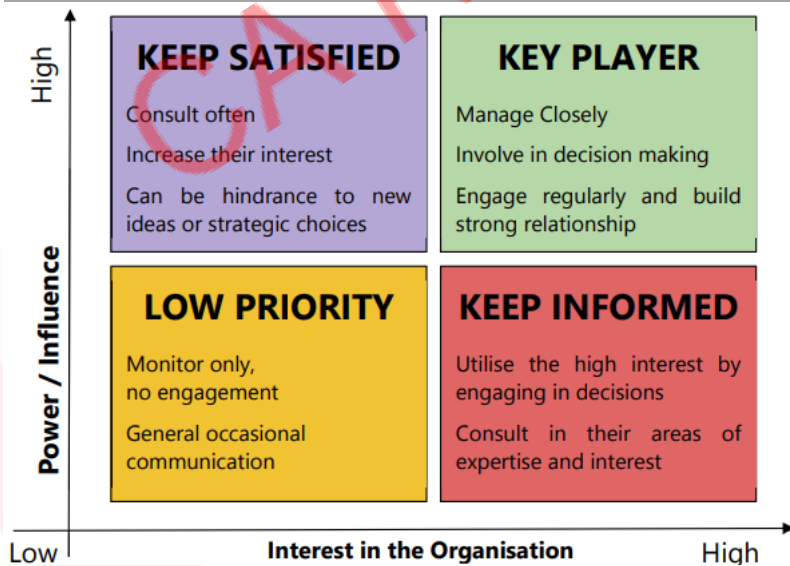 High
KEEP SATISFIED
Consult often
Increase their interest
Can be hindrance to new
ideas or strategic choices
KEY PLAYER
Manage Closely
Involve in decision making
Engage regularly and build
strong relationship
Power / Influence
LOW PRIORITY
Monitor only,
no engagement
General occasional
communication
KEEP INFORMED
Utilise the high interest by
engaging in decisions
Consult in their areas of
expertise and interest
Low
Interest in the Organisation
High